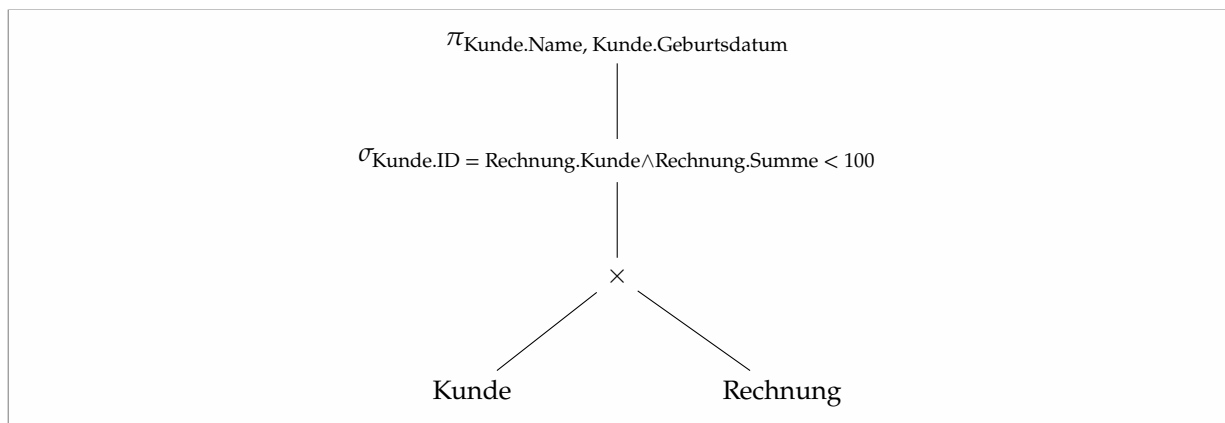 πKunde.Name, Kunde.Geburtsdatum
σKunde.ID = Rechnung.Kunde∧Rechnung.Summe < 100
×
Kunde Rechnung